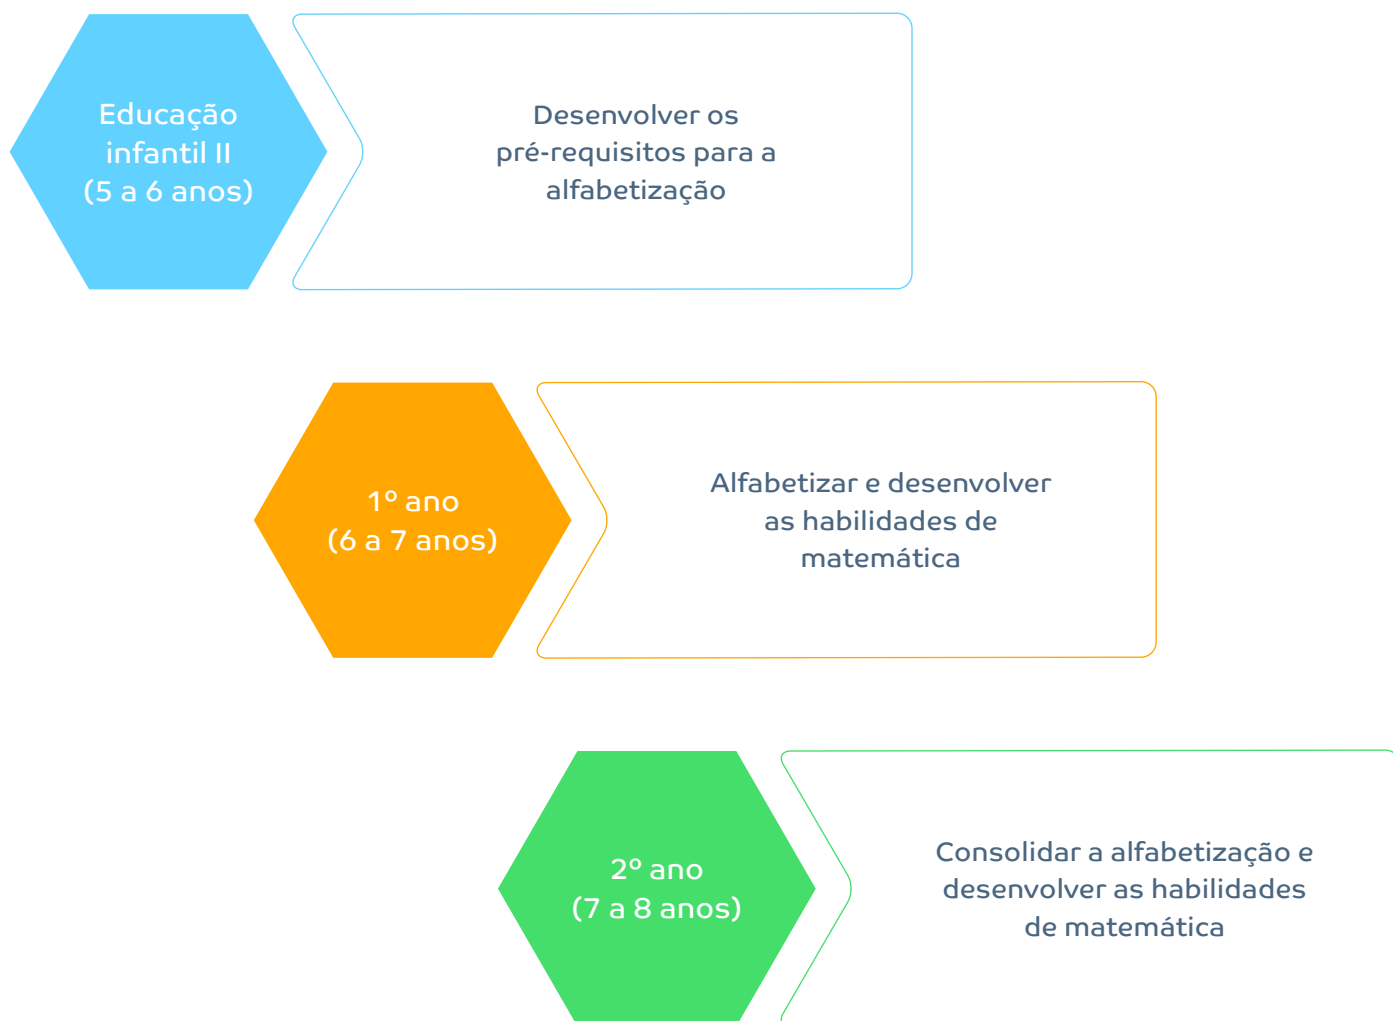 Educação
infantil II
(5 a 6 anos)
Desenvolver os
pré-requisitos para a
alfabetização
1º ano
(6 a 7 anos)
Alfabetizar e desenvolver
as habilidades de
matemática
2º ano
(7 a 8 anos)
Consolidar a alfabetização e
desenvolver as habilidades
de matemática